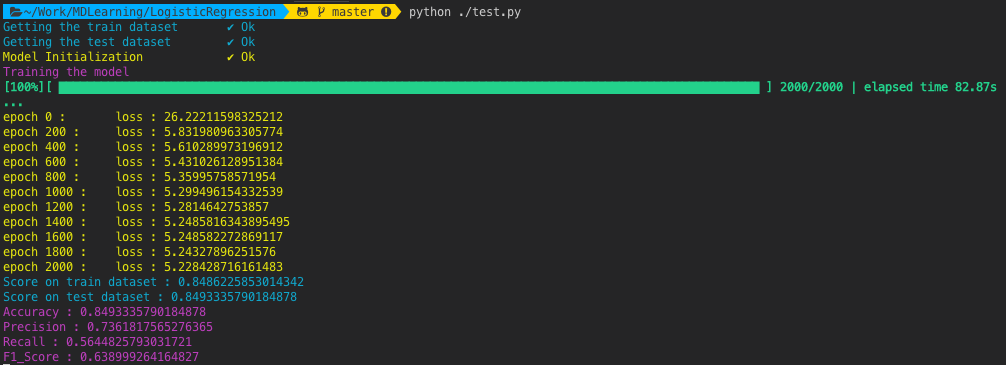 ~/Work/MDLearning/LogisticRegression master python ./test.py
Getting the train dataset ✔ Ok
Getting the test dataset ✔ Ok
Model Initialization ✔ Ok
Training the model
[100%][ ] 2000/2000 | elapsed time 82.87s
...
epoch 0 : loss : 26.22211598325212
epoch 200 : loss : 5.831980963305774
epoch 400 : loss : 5.610289973196912
epoch 600 : loss : 5.431026128951384
epoch 800 : loss : 5.35995758571954
epoch 1000 : loss : 5.299496154332539
epoch 1200 : loss : 5.2814642753857
epoch 1400 : loss : 5.2485816343895495
epoch 1600 : loss : 5.248582272869117
epoch 1800 : loss : 5.24327896251576
epoch 2000 : loss : 5.228428716161483
Score on train dataset : 0.8486225853014342
Score on test dataset : 0.8493335790184878
Accuracy : 0.8493335790184878
Precision : 0.7361817565276365
Recall : 0.5644825793031721
F1_Score : 0.638999264164827